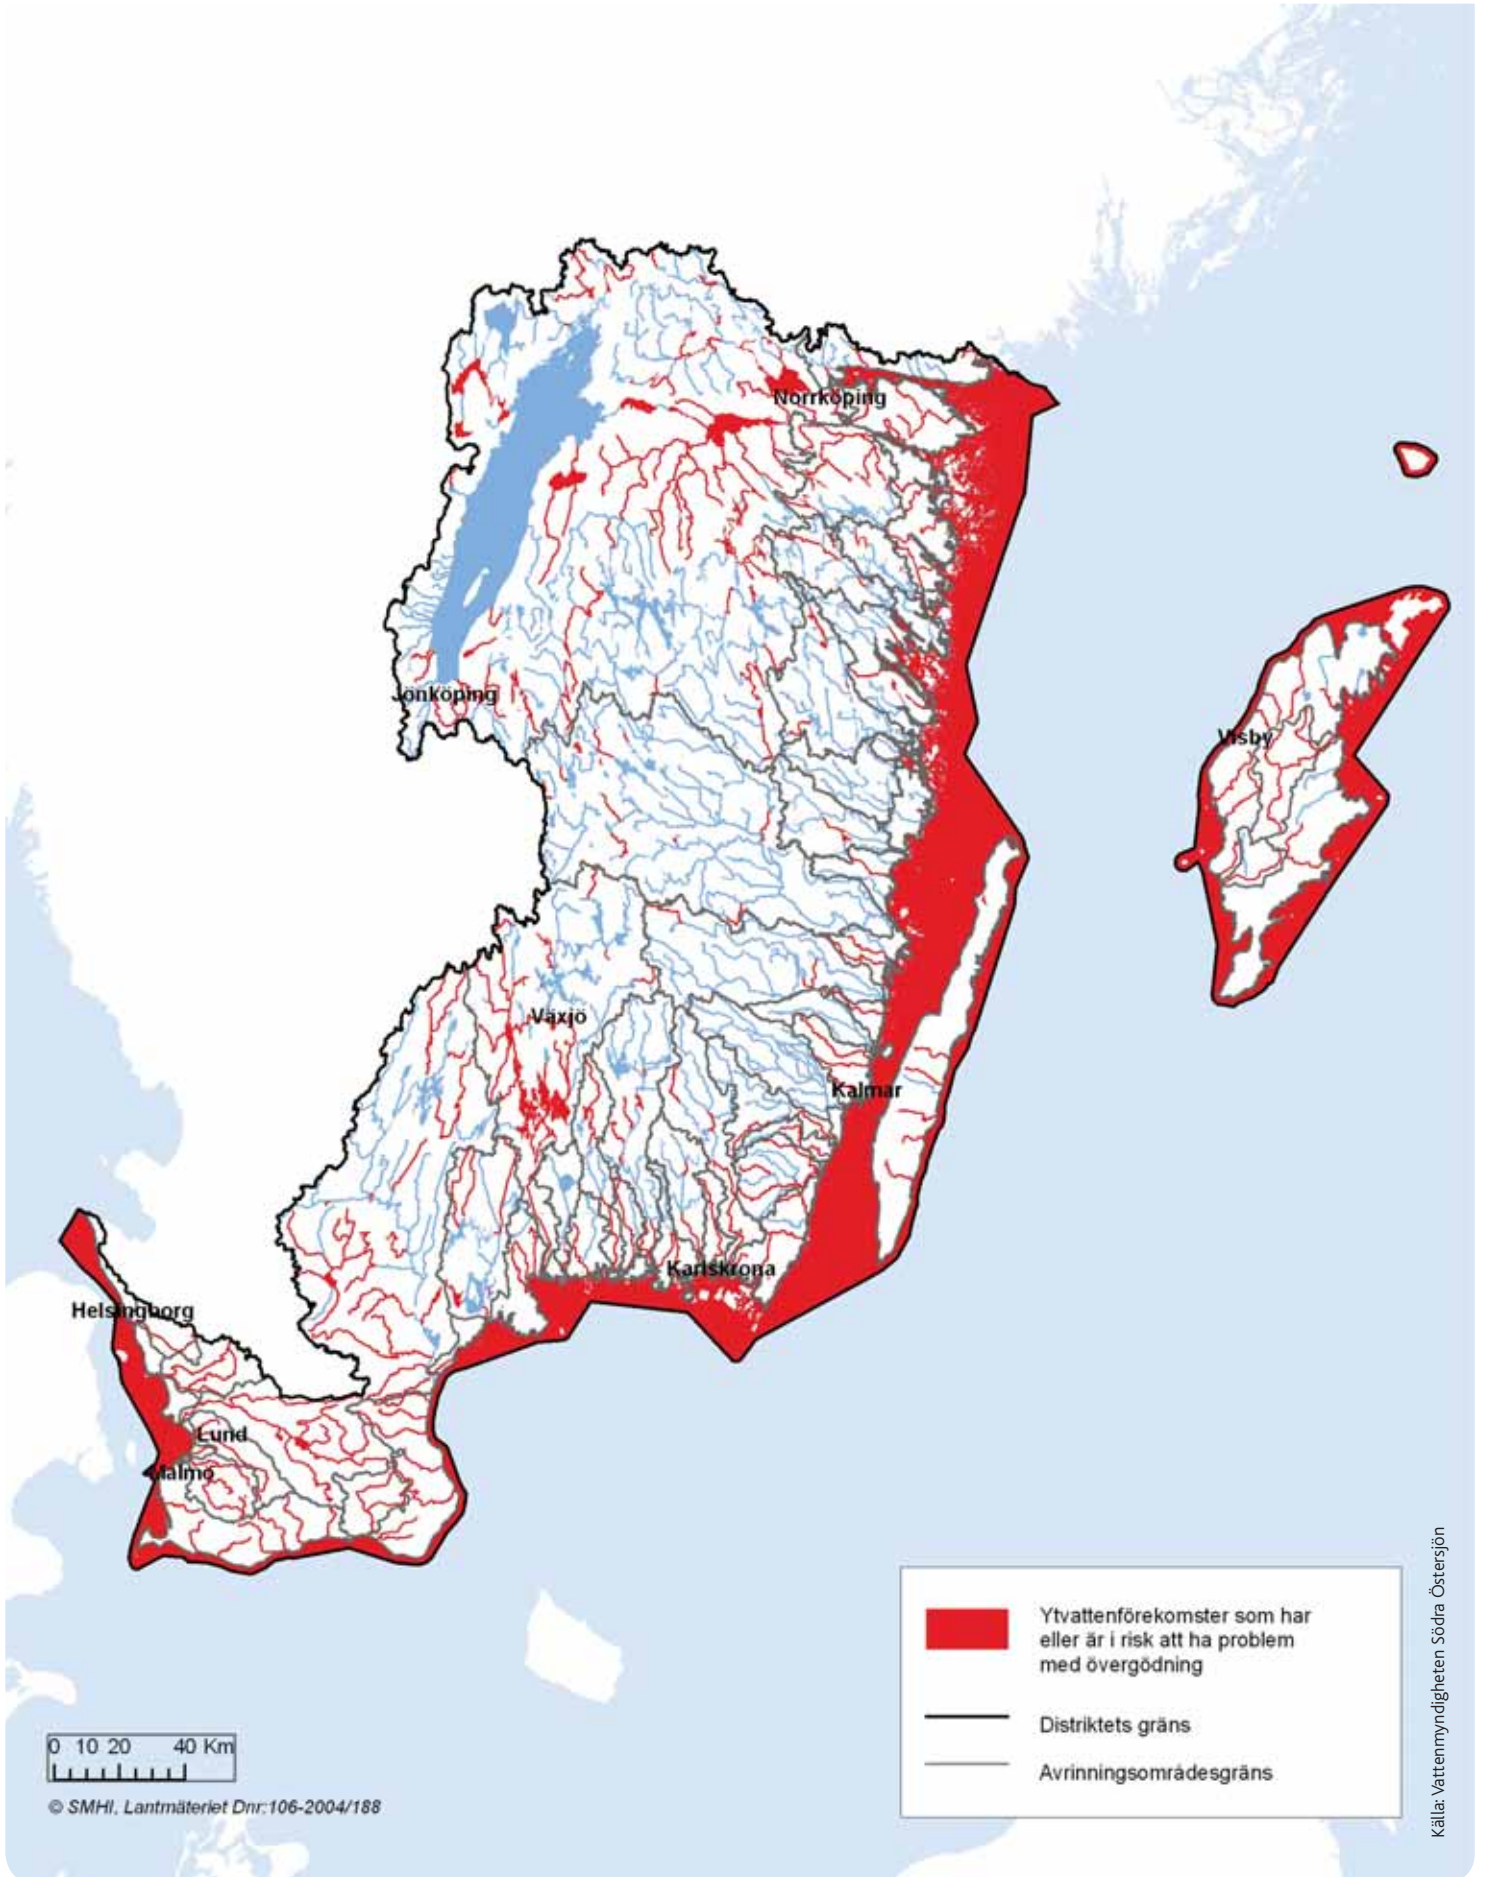 Norrköping
Jönköping
Visby
Växjö
Kalmar
Karlskrona
Helsingborg
Lund
Malmö
Ytvattenförekomster som har
eller är i risk att ha problem
med övergödning
Distriktets gräns
Avrinningsområdesgräns
0 10 20 40 Km
© SMHI, Lantmäteriet Dnr:106-2004/188
Källa: Vattenmyndigheten Södra Östersjön